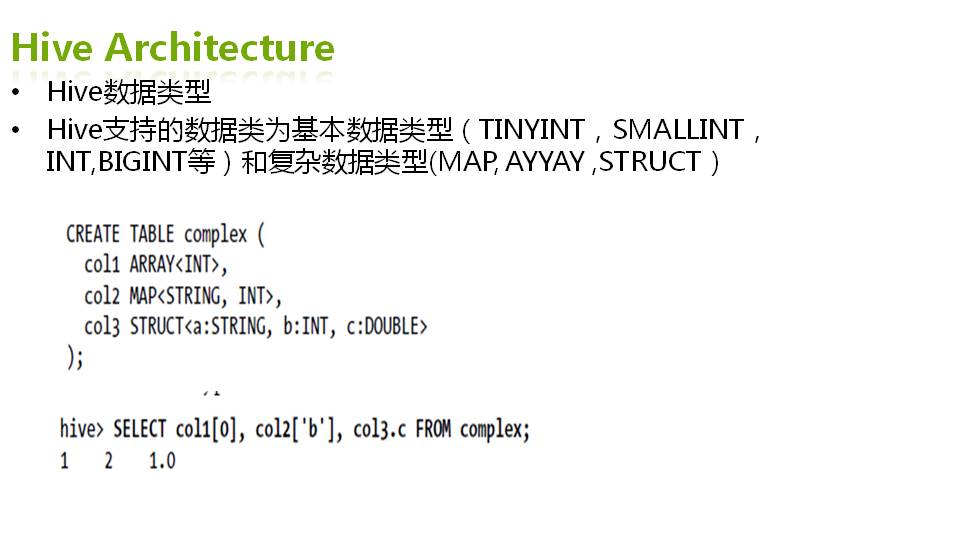 Hive Architecture
• Hive数据类型
• Hive支持的数据类为基本数据类型（TINYINT，SMALLINT，
INT,BIGINT等）和复杂数据类型(MAP, AYYAY ,STRUCT）
CREATE TABLE complex (
col1 ARRAY<INT>,
col2 MAP<STRING, INT>,
col3 STRUCT<a:STRING, b:INT, c:DOUBLE>
);
hive> SELECT col1[0], col2['b'], col3.c FROM complex;
1 2 1.0